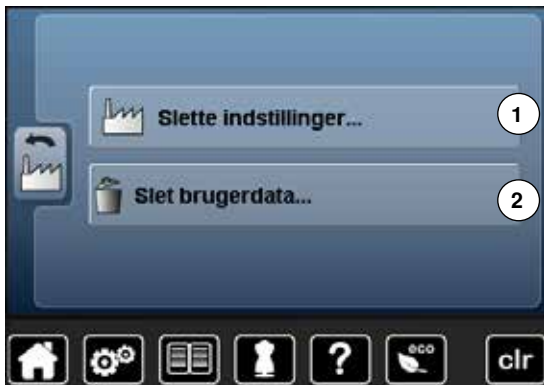 Slette indstillinger...
1
Slet brugerdata...
2
?
eco
clr